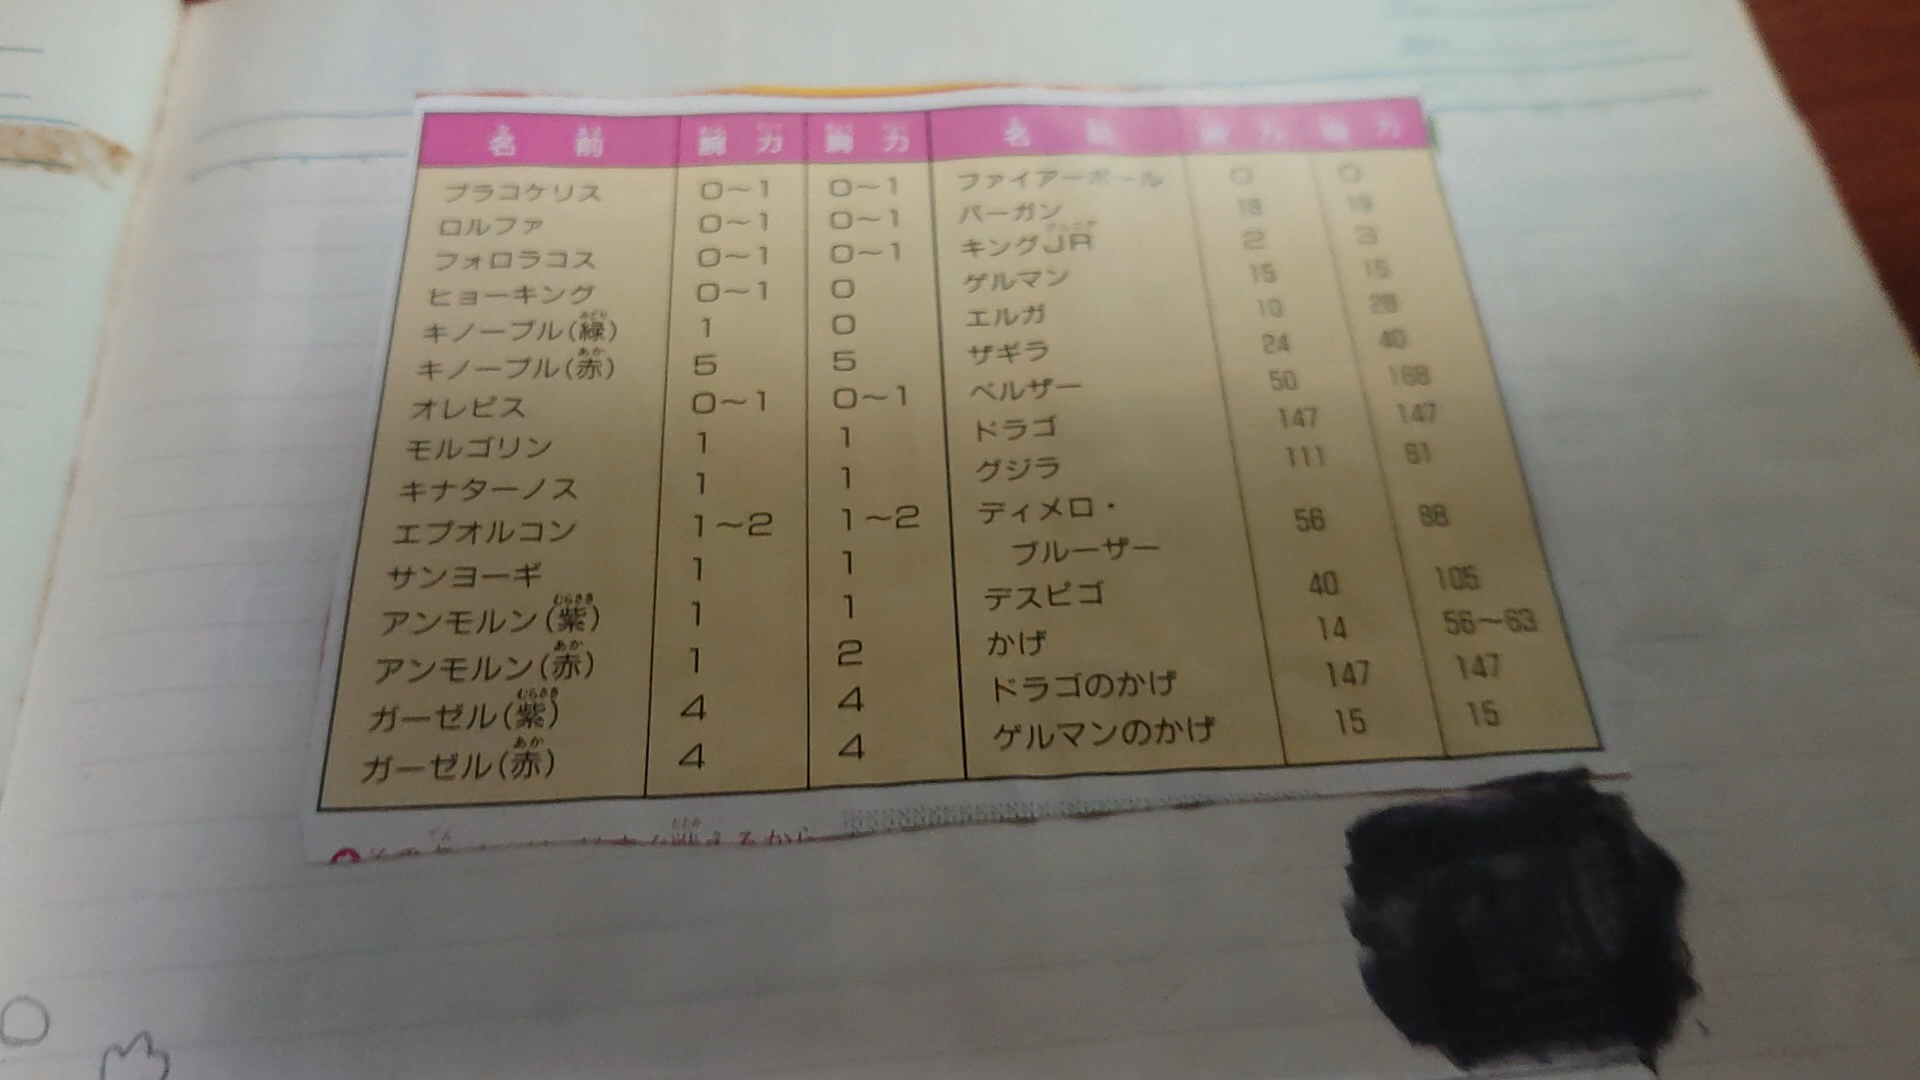 名前 腕力 胸力 名前 力 力
プラコケリス 0～1 0～1 ファイアーボール 0 0
ロルファ 0～1 0～1 バーガン 18 19
フォロラコス 0～1 0～1 キングJR 2 3
ヒョーキング 0～1 0 ゲルマン 15 15
キノーブル(緑) 1 0 エルガ 10
キノーブル(赤) 5 5 ザギラ 24 40
オレピス 0～1 0～1 ベルザー 50 168
モルゴリン 1 1 ドラゴ 147 147
キナターノス 1 1 グジラ 111 61
エプオルコン 1～2 1～2 ディメロ・
サンヨーギ 1 1 ブルーザー 56 88
アンモルン(紫) 1 1 デスピゴ 40 105
アンモルン(赤) 1 2 かげ 14 56～63
ガーゼル(紫) 4 4 ドラゴのかげ 147 147
ガーゼル(赤) 4 4 ゲルマンのかげ 15 15